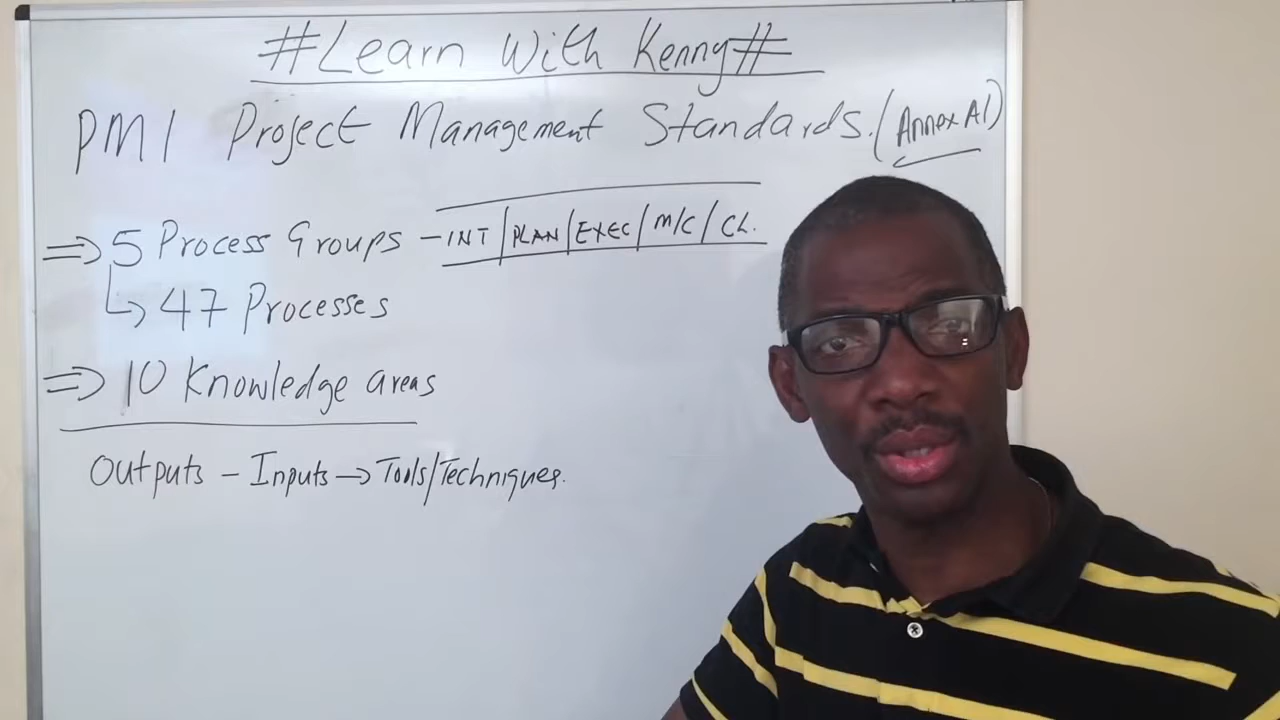 #Learn With Kenny#
PMI Project Management Standards. (Annex A1)
⇒ 5 Process Groups - INT / PLAN / EXEC / M/C / CL.
↳ 47 Processes
⇒ 10 Knowledge areas
Outputs - Inputs → Tools/Techniques.